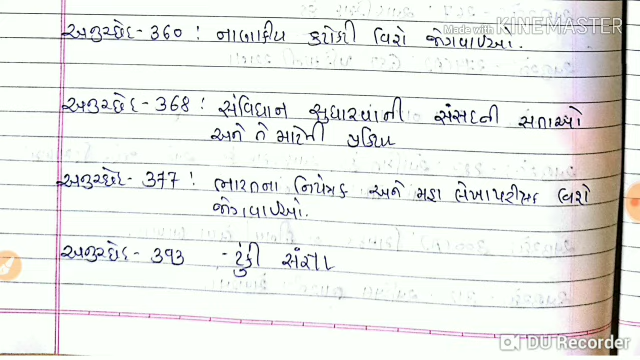 અનુચ્છેદ-360 : નાણાકીય કટોકટી વિશે જોગવાઈઓ.
Made with KINEMASTER
અનુચ્છેદ-368 : સંવિધાન સુધારવાની સંસદની સત્તાઓ
અને તે માટેની પ્રક્રિયા
અનુચ્છેદ-377 : ભારતના નિયંત્રક અને મહા લેખાપરીક્ષક વિશે
જોગવાઈઓ.
અનુચ્છેદ-393 - ટુંકી સંજ્ઞા
DU Recorder